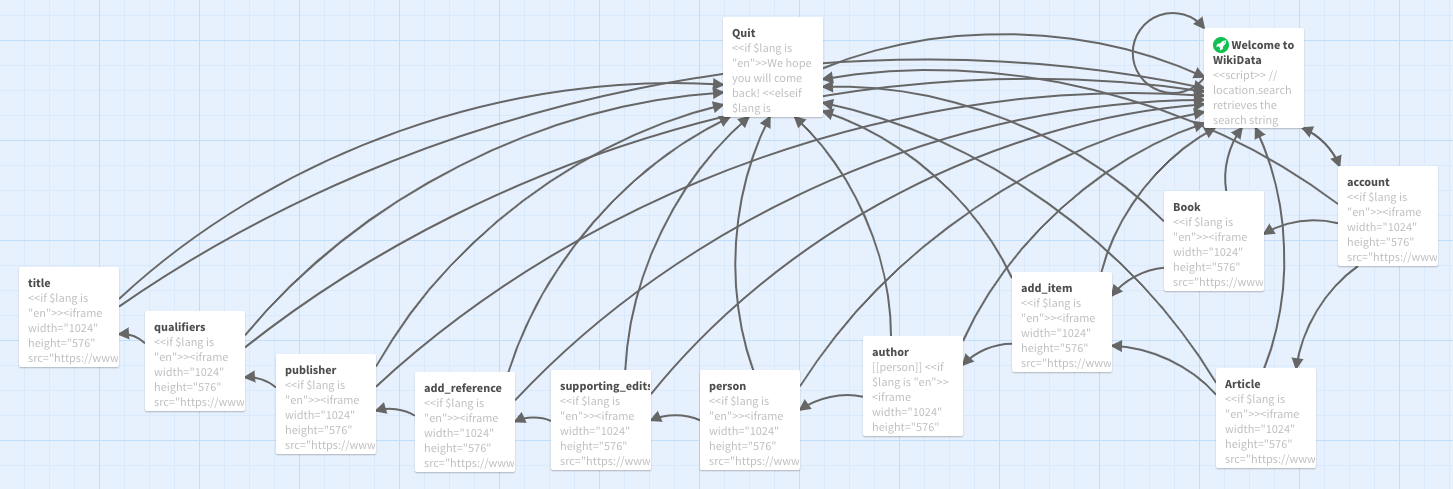 Quit
<<if $lang is
"en">>We hope
you will come
back! <<elseif
$lang is
Welcome to
WikiData
<<script>> //
location.search
retrieves the
search string
account
<<if $lang is
"en">><iframe
width="1024"
height="576"
src="https://www
Book
<<if $lang is
"en">><iframe
width="1024"
height="576"
src="https://www
title
<<if $lang is
"en">><iframe
width="1024"
height="576"
src="https://www
add_item
<<if $lang is
"en">><iframe
width="1024"
height="576"
src="https://www
qualifiers
<<if $lang is
"en">><iframe
width="1024"
height="576"
src="https://www
author
[[person]] <<if
$lang is "en">>
<iframe
width="1024"
height="576"
publisher
<<if $lang is
"en">><iframe
width="1024"
height="576"
src="https://www
add_reference
<<if $lang is
"en">><iframe
width="1024"
height="576"
src="https://www
supporting_edits
<<if $lang is
"en">><iframe
width="1024"
height="576"
src="https://www
person
<<if $lang is
"en">><iframe
width="1024"
height="576"
src="https://www
Article
<<if $lang is
"en">><iframe
width="1024"
height="576"
src="https://www